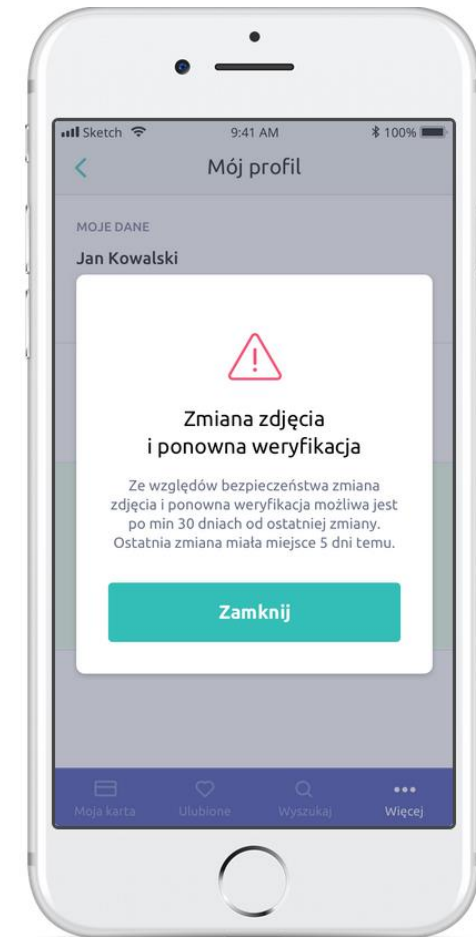 Sketch
9:41 AM
100%
Mój profil
MOJE DANE
Jan Kowalski
Zmiana zdjęcia
i ponowna weryfikacja
Ze względów bezpieczeństwa zmiana
zdjęcia i ponowna weryfikacja możliwa jest
po min 30 dniach od ostatniej zmiany.
Ostatnia zmiana miała miejsce 5 dni temu.
Zamknij
Moja karta
Ulubione
Wyszukaj
Więcej